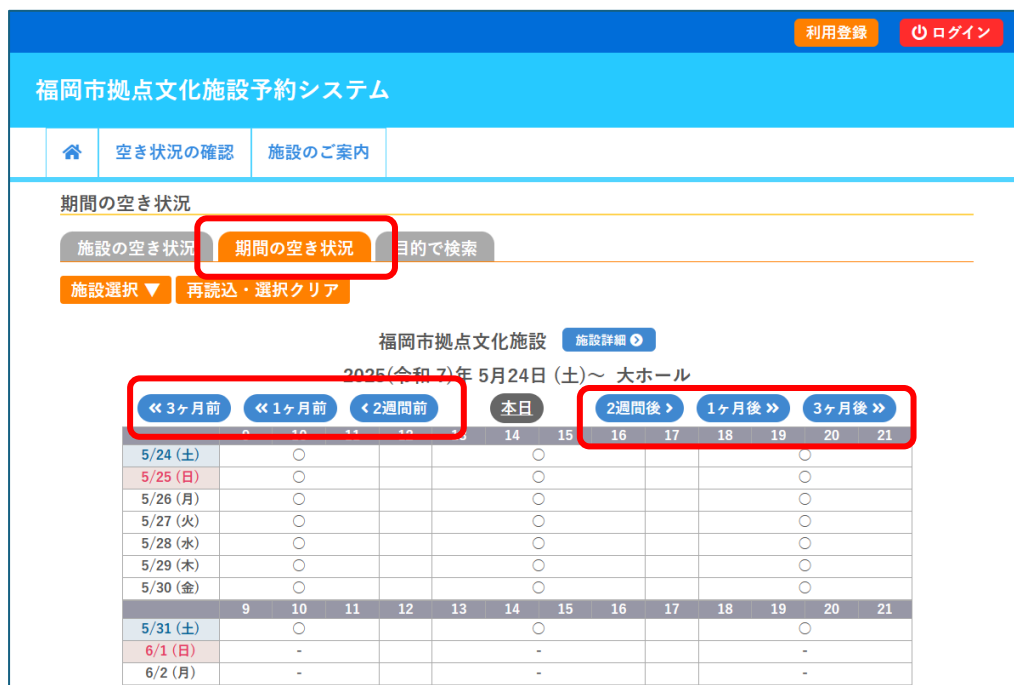 利用登録 ログイン
福岡市拠点文化施設予約システム
空き状況の確認 施設のご案内
期間の空き状況
施設の空き状況 期間の空き状況 目的で検索
施設選択 ▼ 再読込・選択クリア
福岡市拠点文化施設 施設詳細
2025(令和 7)年 5月24日 (土)～ 大ホール
3ヶ月前 1ヶ月前 2週間前 本日 2週間後 1ヶ月後 3ヶ月後
9 10 11 12 13 14 15 16 17 18 19 20 21
5/24 (土) ○ ○ ○
5/25 (日) ○ ○ ○
5/26 (月) ○ ○ ○
5/27 (火) ○ ○ ○
5/28 (水) ○ ○ ○
5/29 (木) ○ ○ ○
5/30 (金) ○ ○ ○
9 10 11 12 13 14 15 16 17 18 19 20 21
5/31 (土) ○ ○ ○
6/1 (日) - - -
6/2 (月) - - -